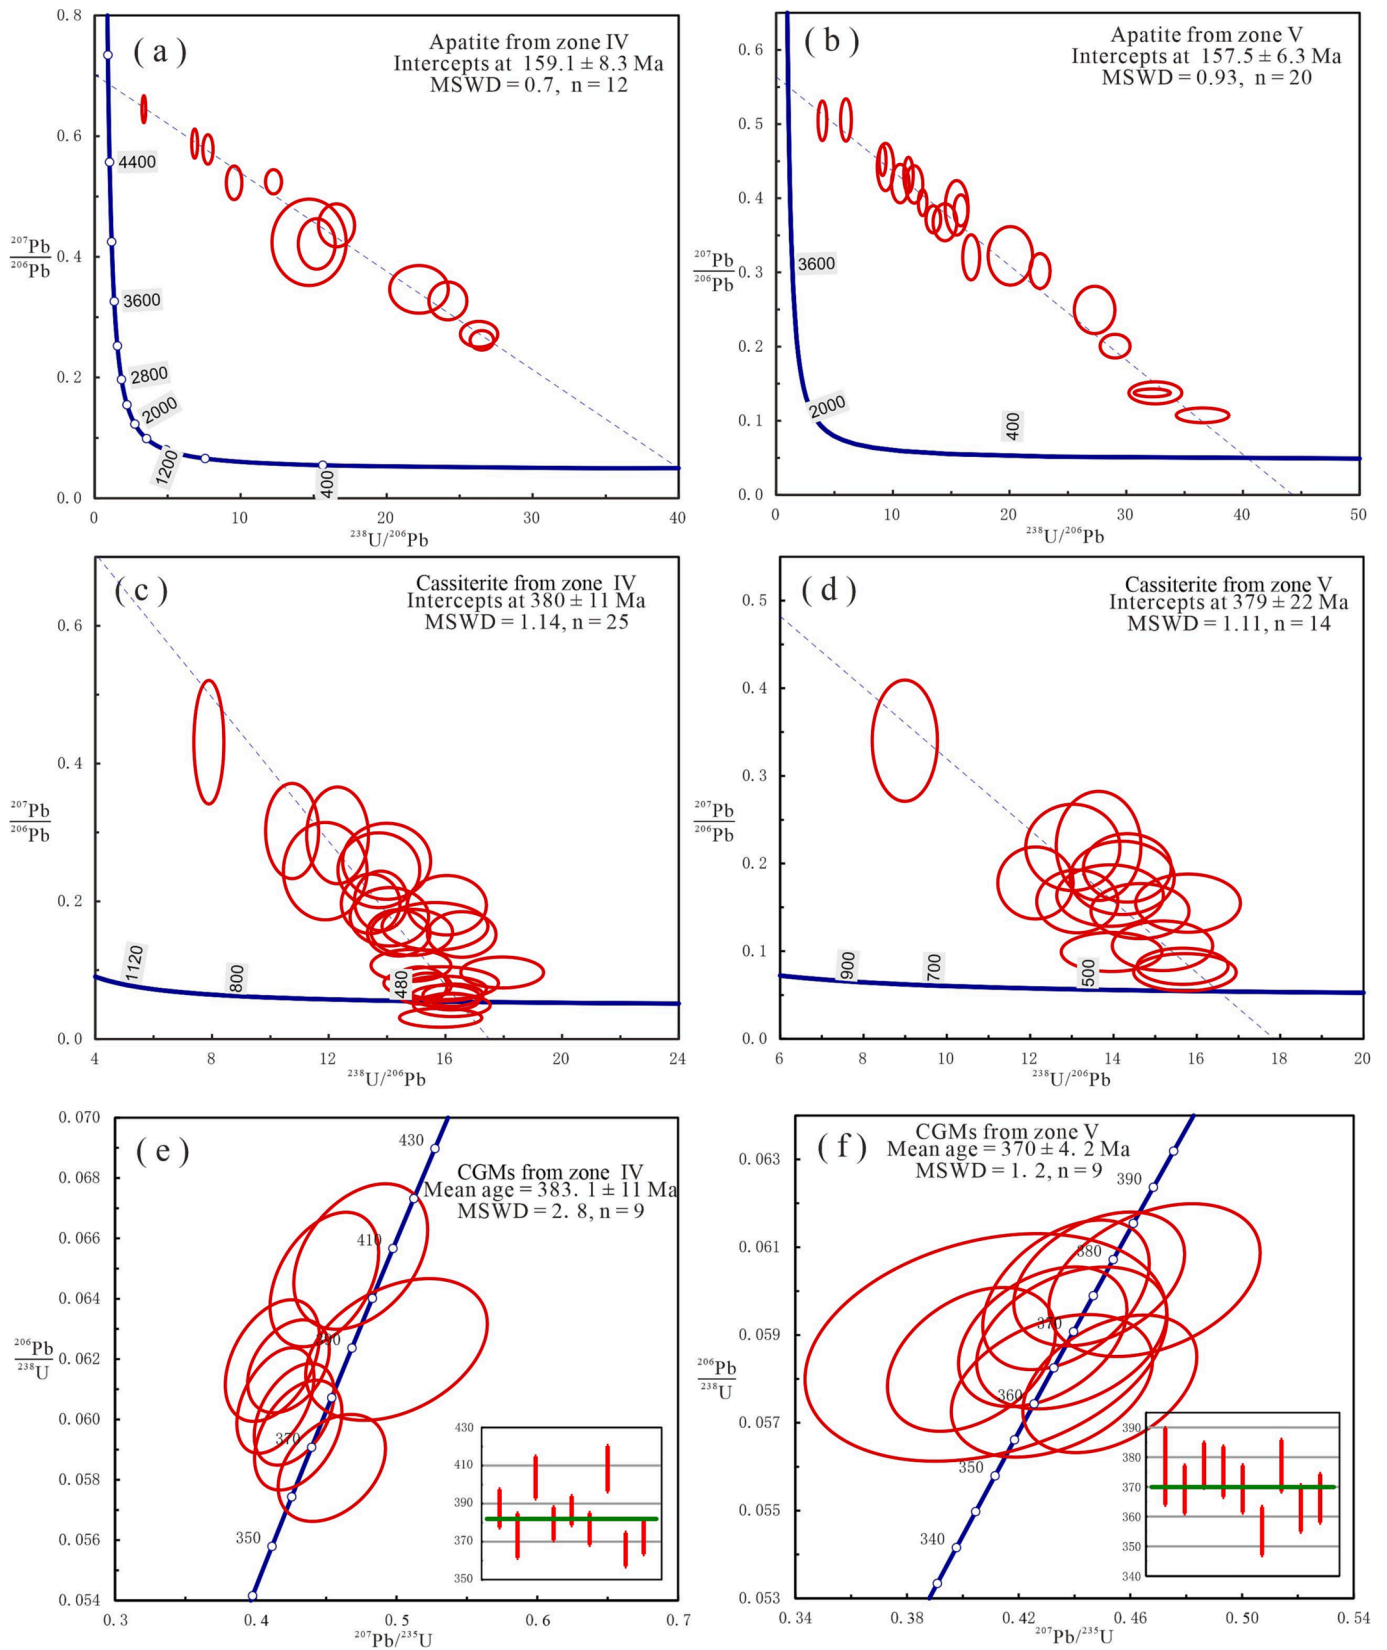 ( a )
Apatite from zone IV
Intercepts at 159.1 ± 8.3 Ma
MSWD = 0.7, n = 12
0.8
0.6
0.4
0.2
0.0
²⁰⁷Pb
²⁰⁶Pb
4400
3600
2800
2000
1200
400
0
10
20
30
40
²³⁸U/²⁰⁶Pb
( b )
Apatite from zone V
Intercepts at 157.5 ± 6.3 Ma
MSWD = 0.93, n = 20
0.6
0.5
0.4
0.3
0.2
0.1
0.0
²⁰⁷Pb
²⁰⁶Pb
3600
2000
400
0
10
20
30
40
50
²³⁸U/²⁰⁶Pb
( c )
Cassiterite from zone IV
Intercepts at 380 ± 11 Ma
MSWD = 1.14, n = 25
0.6
0.4
0.2
0.0
²⁰⁷Pb
²⁰⁶Pb
1120
800
480
4
8
12
16
20
24
²³⁸U/²⁰⁶Pb
( d )
Cassiterite from zone V
Intercepts at 379 ± 22 Ma
MSWD = 1.11, n = 14
0.5
0.4
0.3
0.2
0.1
0.0
²⁰⁷Pb
²⁰⁶Pb
900
700
500
6
8
10
12
14
16
18
20
²³⁸U/²⁰⁶Pb
( e )
CGMs from zone IV
Mean age = 383. 1 ± 11 Ma
MSWD = 2. 8, n = 9
0.070
0.068
0.066
0.064
0.062
0.060
0.058
0.056
0.054
²⁰⁶Pb
²³⁸U
430
410
390
370
350
430
410
390
370
350
0.3
0.4
0.5
0.6
0.7
²⁰⁷Pb/²³⁵U
( f )
CGMs from zone V
Mean age = 370 ± 4. 2 Ma
MSWD = 1. 2, n = 9
0.063
0.061
0.059
0.057
0.055
0.053
²⁰⁶Pb
²³⁸U
390
380
370
360
350
340
390
380
370
360
350
340
0.34
0.38
0.42
0.46
0.50
0.54
²⁰⁷Pb/²³⁵U